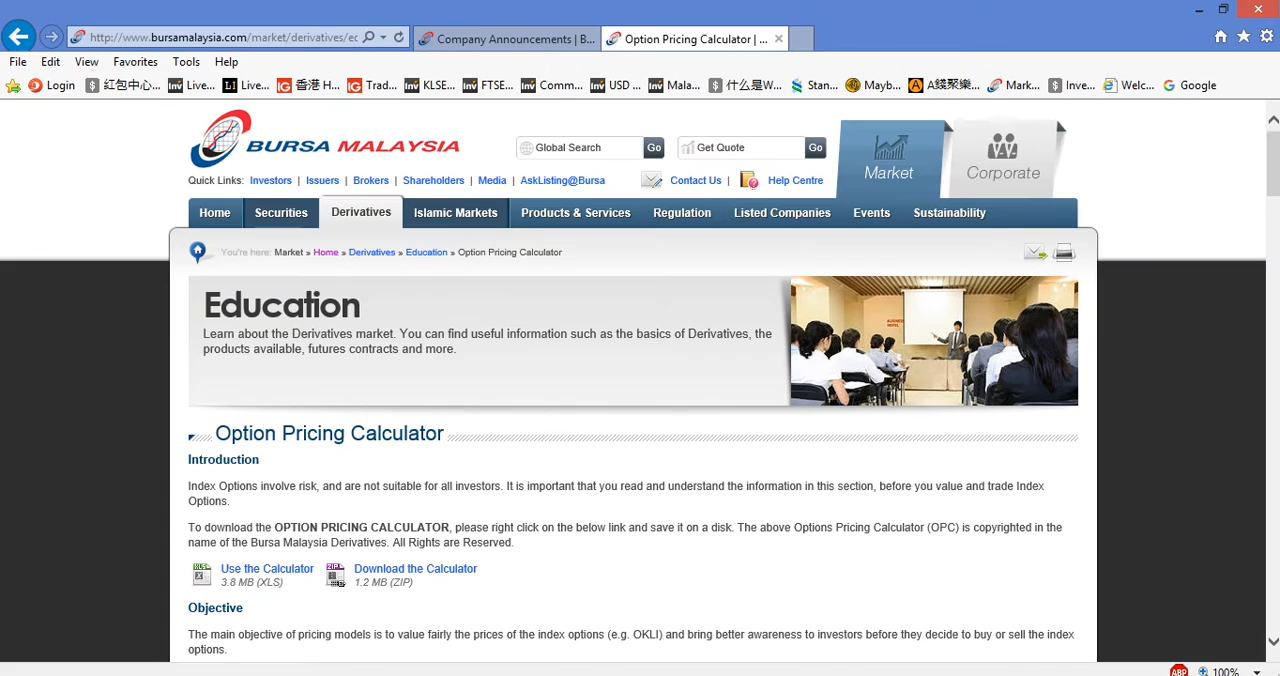 http://www.bursamalaysia.com/market/derivatives/ec
Company Announcements | B...
Option Pricing Calculator | ...
File Edit View Favorites Tools Help
Login 红包中心... Inv Live... LI Live... IG 香港 H... IG Trad... Inv KLSE... Inv FTSE... Inv Comm... Inv USD ... Inv Mala... $ 什么是W... Stan... Mayb... A 錢聚樂... Mark... $ Inve... Welc... G Google
BURSA MALAYSIA
Global Search Go Get Quote Go
Market
Corporate
Quick Links: Investors | Issuers | Brokers | Shareholders | Media | AskListing@Bursa Contact Us | Help Centre
Home Securities Derivatives Islamic Markets Products & Services Regulation Listed Companies Events Sustainability
You're here: Market » Home » Derivatives » Education » Option Pricing Calculator
Education
Learn about the Derivatives market. You can find useful information such as the basics of Derivatives, the
products available, futures contracts and more.
Option Pricing Calculator
Introduction
Index Options involve risk, and are not suitable for all investors. It is important that you read and understand the information in this section, before you value and trade Index
Options.
To download the OPTION PRICING CALCULATOR, please right click on the below link and save it on a disk. The above Options Pricing Calculator (OPC) is copyrighted in the
name of the Bursa Malaysia Derivatives. All Rights are Reserved.
Use the Calculator Download the Calculator
3.8 MB (XLS) 1.2 MB (ZIP)
Objective
The main objective of pricing models is to value fairly the prices of the index options (e.g. OKLI) and bring better awareness to investors before they decide to buy or sell the index
options.
ABP 100%